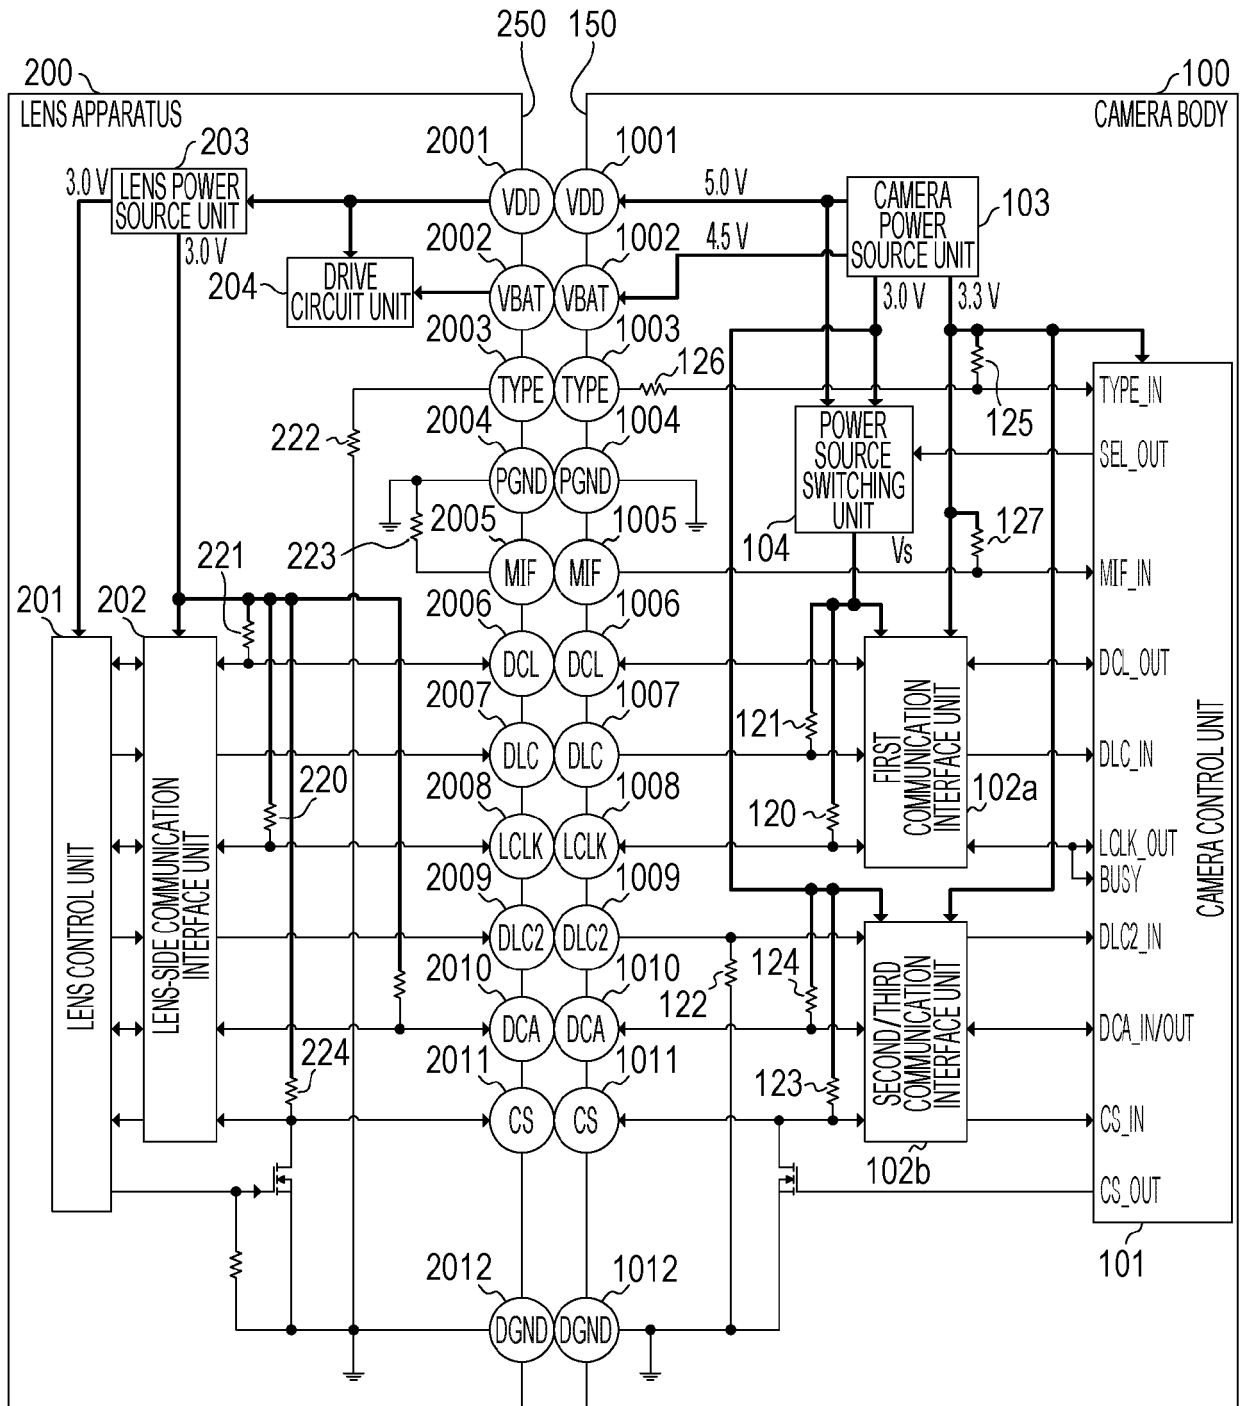 250
150
200
100
LENS APPARATUS
CAMERA BODY
203
2001
1001
3.0 V
LENS POWER
SOURCE UNIT
VDD
VDD
5.0 V
CAMERA
POWER
SOURCE UNIT
103
3.0 V
2002
1002
4.5 V
204
DRIVE
CIRCUIT UNIT
VBAT
VBAT
3.0 V
3.3 V
2003
1003
126
TYPE
TYPE
TYPE_IN
125
222
2004
1004
POWER
SOURCE
SWITCHING
UNIT
SEL_OUT
PGND
PGND
2005
1005
104
Vs
127
223
221
MIF
MIF
MIF_IN
201
202
2006
1006
DCL
DCL
DCL_OUT
2007
1007
121
DLC
DLC
DLC_IN
FIRST
COMMUNICATION
INTERFACE UNIT
102a
220
2008
1008
120
LCLK
LCLK
LCLK_OUT
BUSY
CAMERA CONTROL UNIT
LENS CONTROL UNIT
LENS-SIDE COMMUNICATION
INTERFACE UNIT
2009
1009
DLC2
DLC2
DLC2_IN
2010
1010
122
124
DCA
DCA
DCA_IN/OUT
SECOND/THIRD
COMMUNICATION
INTERFACE UNIT
224
2011
1011
123
CS
CS
CS_IN
102b
CS_OUT
101
2012
1012
DGND
DGND